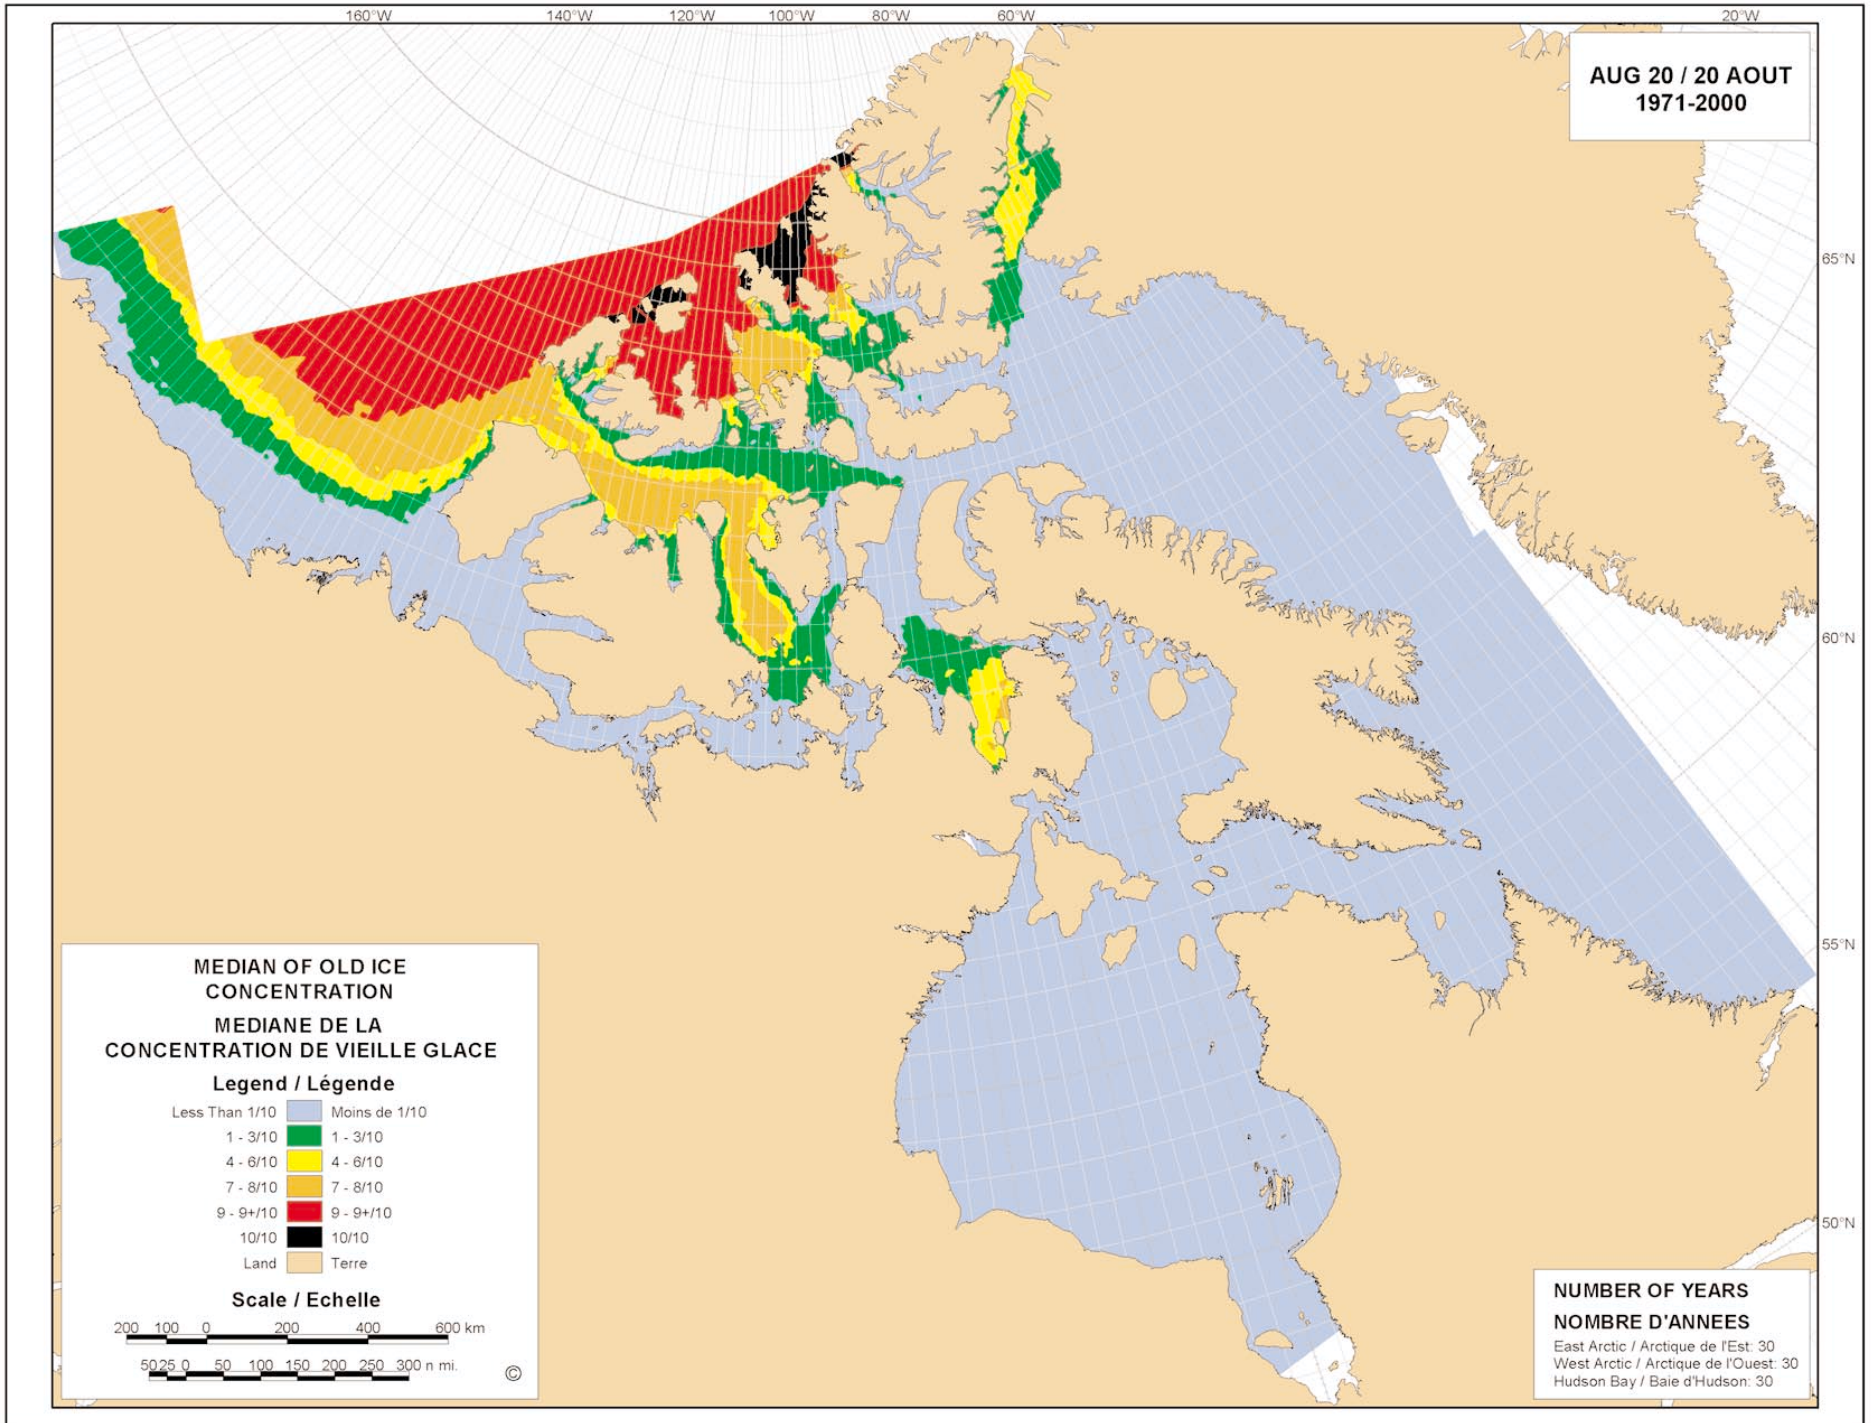 160°W 140°W 120°W 100°W 80°W 60°W 20°W
AUG 20 / 20 AOUT
1971-2000
65°N
60°N
55°N
50°N
MEDIAN OF OLD ICE
CONCENTRATION
MEDIANE DE LA
CONCENTRATION DE VIEILLE GLACE
Legend / Légende
Less Than 1/10 Moins de 1/10
1 - 3/10 1 - 3/10
4 - 6/10 4 - 6/10
7 - 8/10 7 - 8/10
9 - 9+/10 9 - 9+/10
10/10 10/10
Land Terre
Scale / Echelle
200 100 0 200 400 600 km
50 25 0 50 100 150 200 250 300 n mi.
©
NUMBER OF YEARS
NOMBRE D'ANNEES
East Arctic / Arctique de l'Est: 30
West Arctic / Arctique de l'Ouest: 30
Hudson Bay / Baie d'Hudson: 30